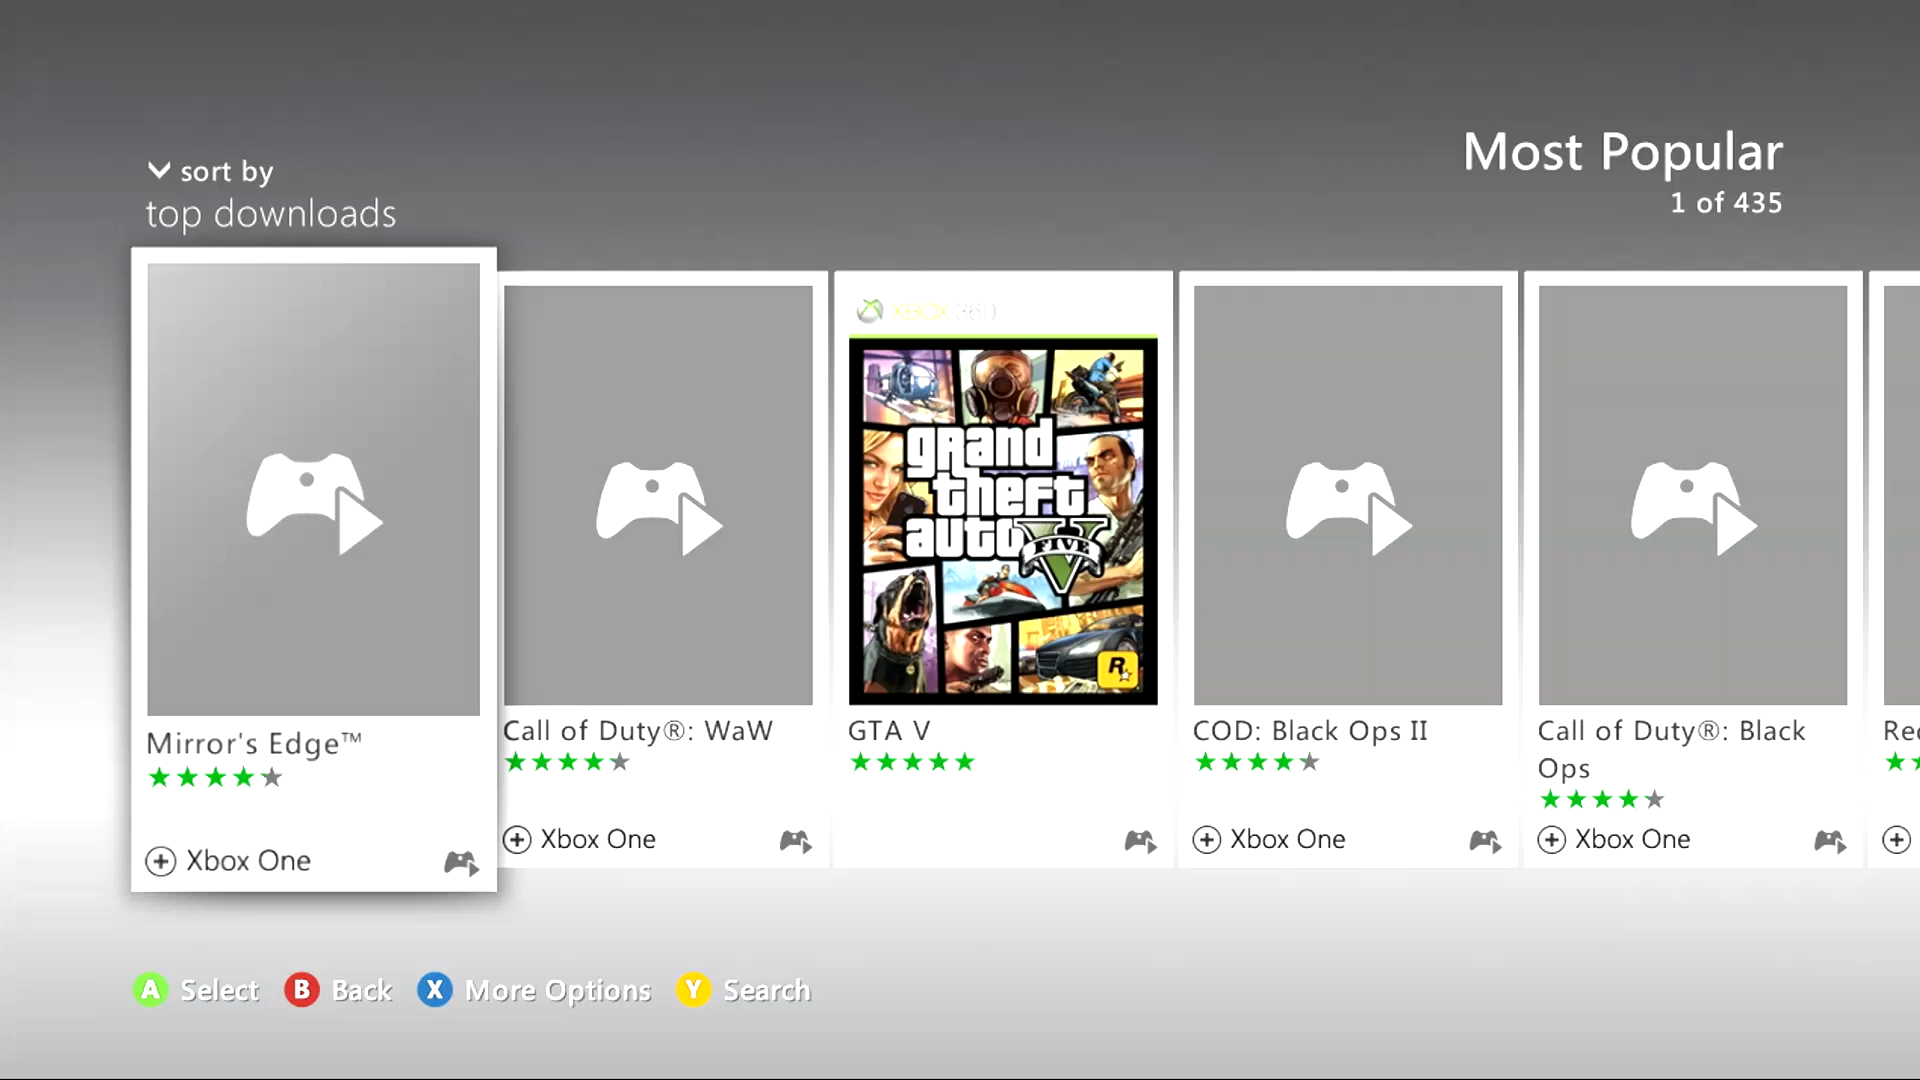 sort by
top downloads
Most Popular
1 of 435
Mirror's Edge™
Xbox One
Call of Duty®: WaW
Xbox One
XBOX 360
grand
theft
auto
FIVE
V
R
GTA V
COD: Black Ops II
Xbox One
Call of Duty®: Black
Ops
Xbox One
A Select B Back X More Options Y Search